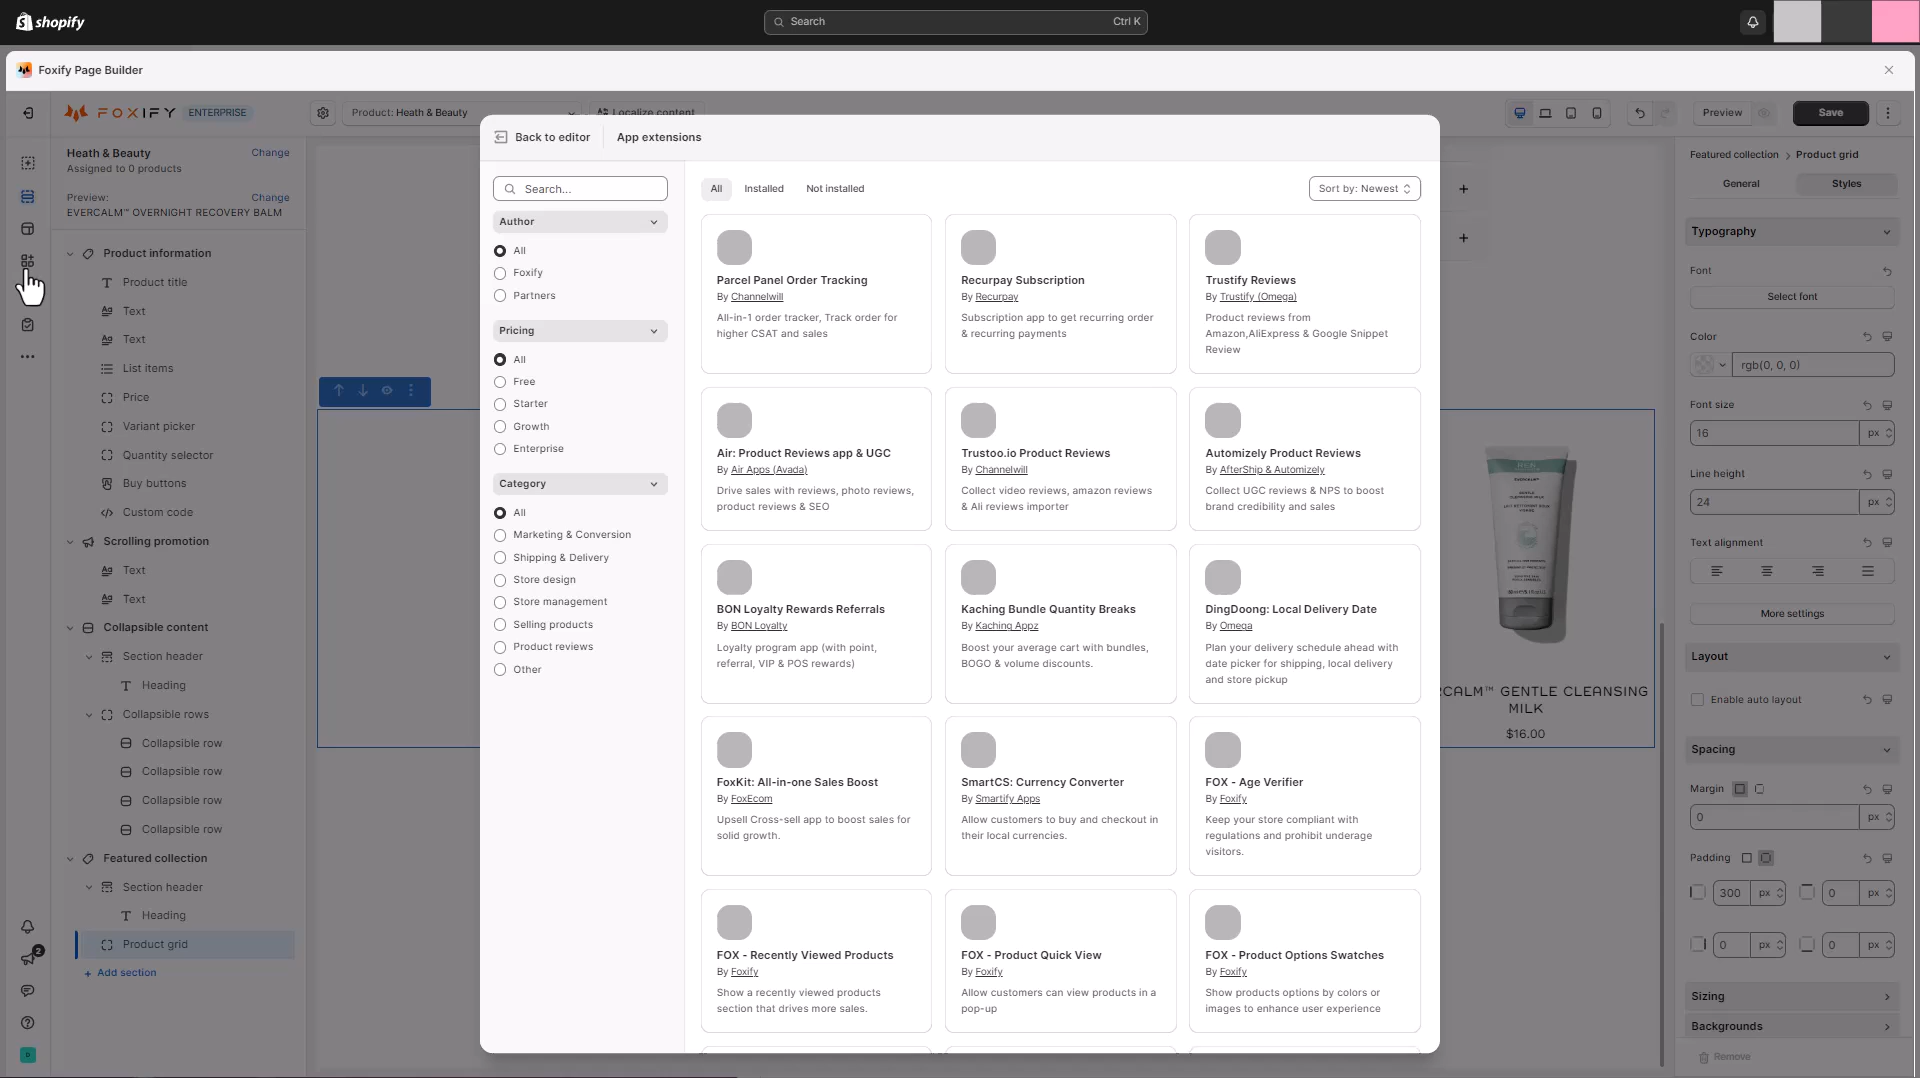 shopify
Search
Ctrl K
Foxify Page Builder
FOXIFY
ENTERPRISE
Product: Heath & Beauty
Localize content
Preview
Save
Heath & Beauty
Change
Assigned to 0 products
Preview:
Change
EVERCALM™ OVERNIGHT RECOVERY BALM
Product information
Product title
Text
Text
List items
Price
Variant picker
Quantity selector
Buy buttons
Custom code
Scrolling promotion
Text
Text
Collapsible content
Section header
Heading
Collapsible rows
Collapsible row
Collapsible row
Collapsible row
Collapsible row
Featured collection
Section header
Heading
Product grid
Add section
2
Back to editor
App extensions
Search...
Author
All
Foxify
Partners
Pricing
All
Free
Starter
Growth
Enterprise
Category
All
Marketing & Conversion
Shipping & Delivery
Store design
Store management
Selling products
Product reviews
Other
All
Installed
Not installed
Sort by: Newest
Parcel Panel Order Tracking
By Channelwill
All-in-1 order tracker, Track order for
higher CSAT and sales
Recurpay Subscription
By Recurpay
Subscription app to get recurring order
& recurring payments
Trustify Reviews
By Trustify (Omega)
Product reviews from
Amazon,AliExpress & Google Snippet
Review
Air: Product Reviews app & UGC
By Air Apps (Avada)
Drive sales with reviews, photo reviews,
product reviews & SEO
Trustoo.io Product Reviews
By Channelwill
Collect video reviews, amazon reviews
& Ali reviews importer
Automizely Product Reviews
By AfterShip & Automizely
Collect UGC reviews & NPS to boost
brand credibility and sales
BON Loyalty Rewards Referrals
By BON Loyalty
Loyalty program app (with point,
referral, VIP & POS rewards)
Kaching Bundle Quantity Breaks
By Kaching Appz
Boost your average cart with bundles,
BOGO & volume discounts.
DingDoong: Local Delivery Date
By Omega
Plan your delivery schedule ahead with
date picker for shipping, local delivery
and store pickup
FoxKit: All-in-one Sales Boost
By FoxEcom
Upsell Cross-sell app to boost sales for
solid growth.
SmartCS: Currency Converter
By Smartify Apps
Allow customers to buy and checkout in
their local currencies.
FOX - Age Verifier
By Foxify
Keep your store compliant with
regulations and prohibit underage
visitors.
FOX - Recently Viewed Products
By Foxify
Show a recently viewed products
section that drives more sales.
FOX - Product Quick View
By Foxify
Allow customers can view products in a
pop-up
FOX - Product Options Swatches
By Foxify
Show products options by colors or
images to enhance user experience
RCALM™ GENTLE CLEANSING
MILK
$16.00
Featured collection
Product grid
General
Styles
Typography
Font
Select font
Color
rgb(0, 0, 0)
Font size
16
px
Line height
24
px
Text alignment
More settings
Layout
Enable auto layout
Spacing
Margin
0
px
Padding
300
px
0
px
0
px
0
px
Sizing
Backgrounds
Remove